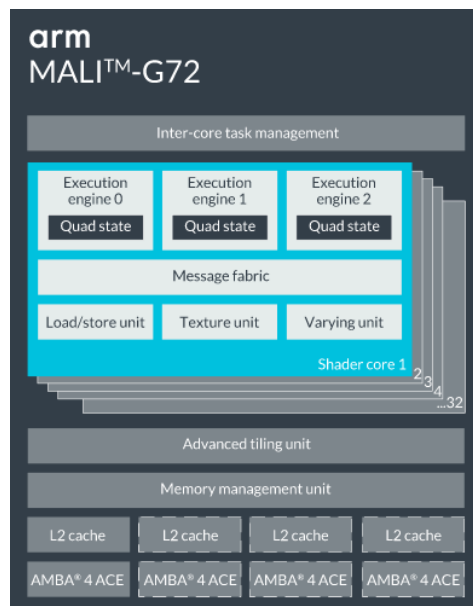 arm
MALI™-G72
Inter-core task management
Execution engine 0
Execution engine 1
Execution engine 2
Quad state
Quad state
Quad state
Message fabric
Load/store unit
Texture unit
Varying unit
Shader core 1
2
3
4
...32
Advanced tiling unit
Memory management unit
L2 cache
L2 cache
L2 cache
L2 cache
AMBA® 4 ACE
AMBA® 4 ACE
AMBA® 4 ACE
AMBA® 4 ACE